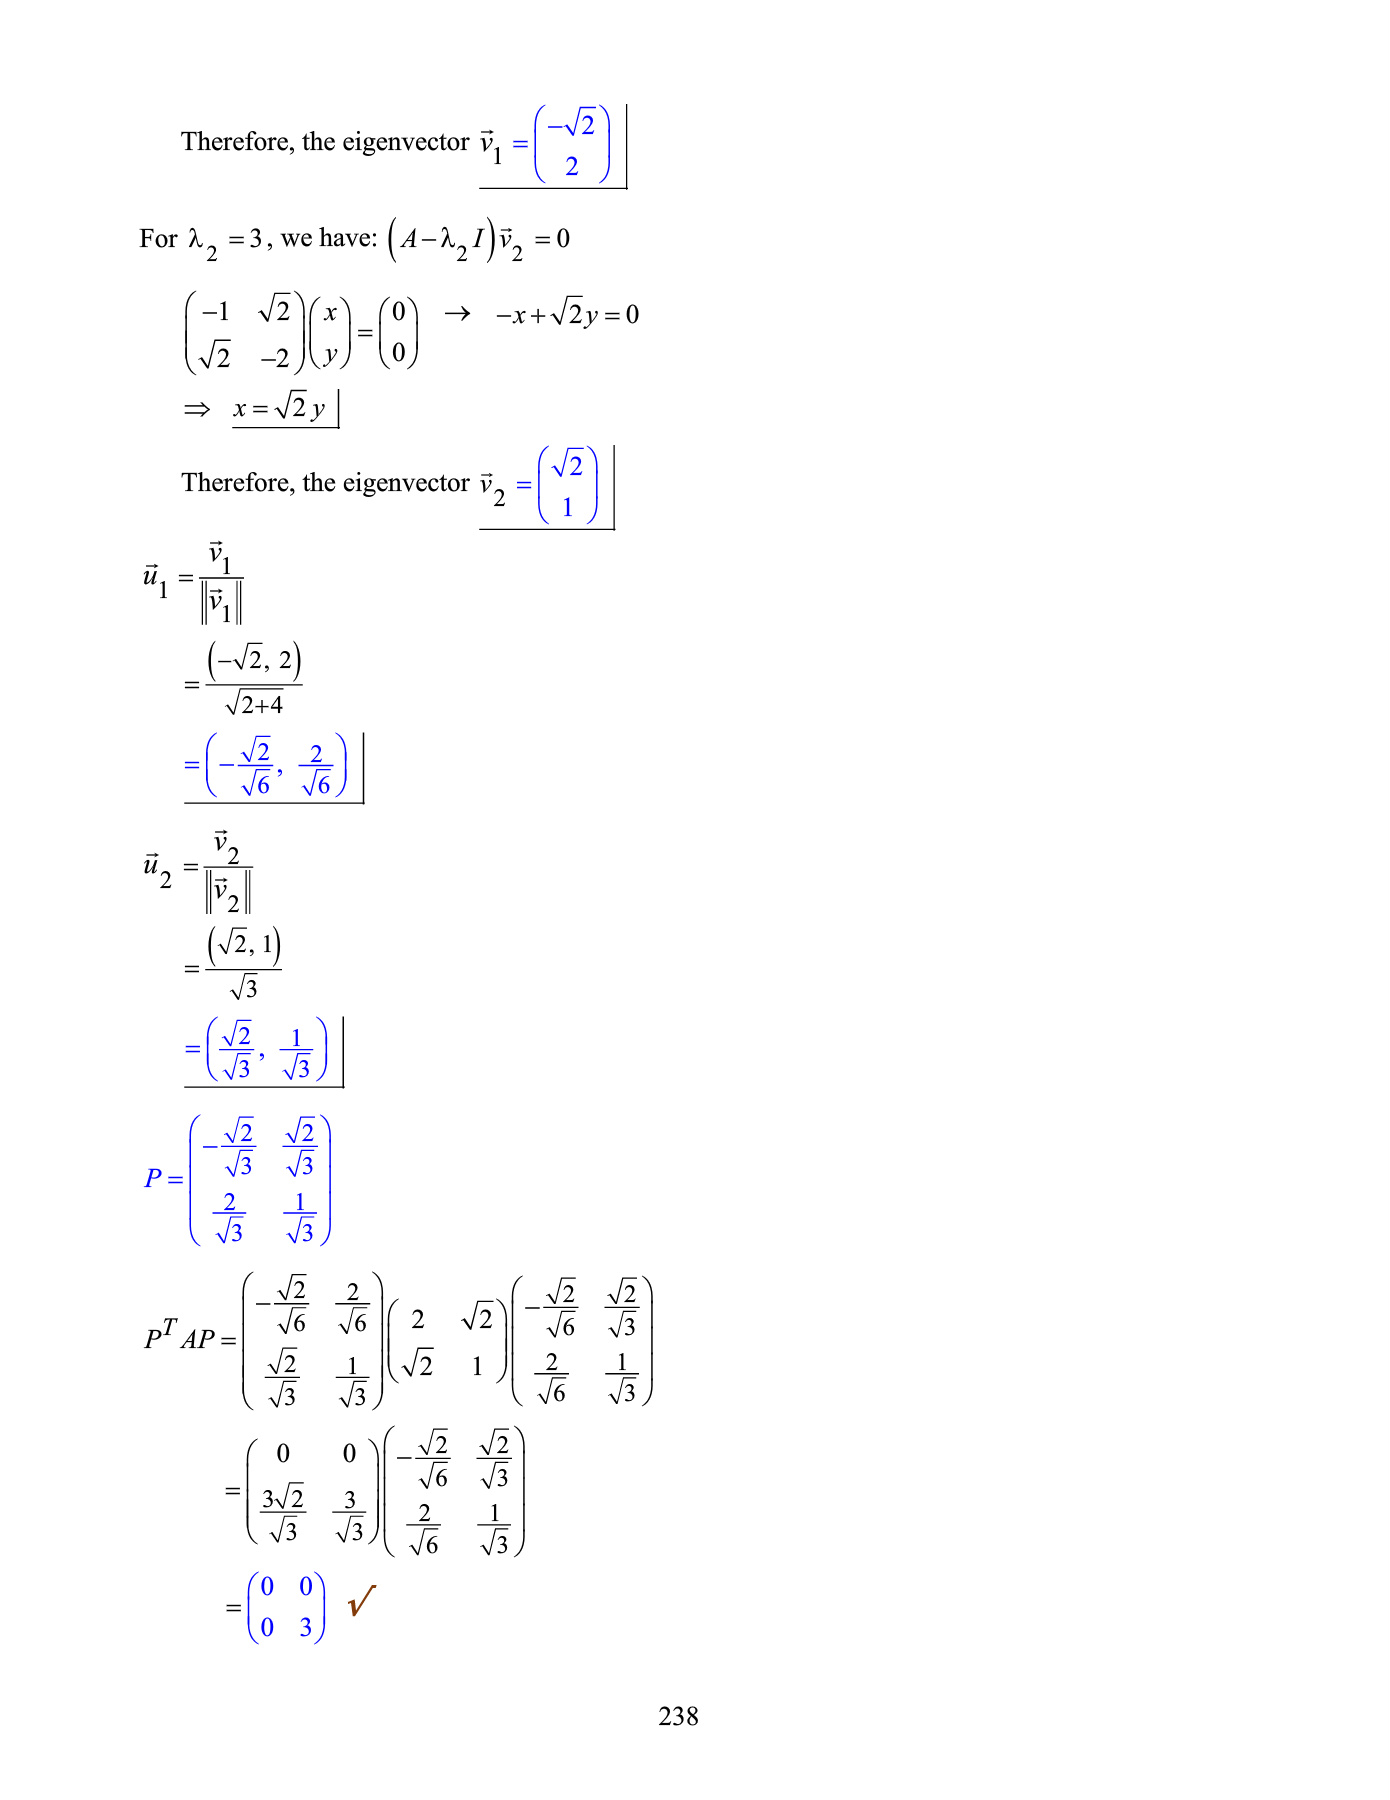 Therefore, the eigenvector $\vec{v}_1 = \begin{pmatrix} -\sqrt{2} \\ 2 \end{pmatrix}$
For $\lambda_2 = 3$, we have: $\left(A - \lambda_2 I\right)\vec{v}_2 = 0$
$\begin{pmatrix} -1 & \sqrt{2} \\ \sqrt{2} & -2 \end{pmatrix}\begin{pmatrix} x \\ y \end{pmatrix} = \begin{pmatrix} 0 \\ 0 \end{pmatrix} \rightarrow -x + \sqrt{2}y = 0$
$\Rightarrow x = \sqrt{2}\,y$
Therefore, the eigenvector $\vec{v}_2 = \begin{pmatrix} \sqrt{2} \\ 1 \end{pmatrix}$
$\vec{u}_1 = \frac{\vec{v}_1}{\left\|\vec{v}_1\right\|}$
$= \frac{\left(-\sqrt{2},\ 2\right)}{\sqrt{2+4}}$
$= \left(-\frac{\sqrt{2}}{\sqrt{6}},\ \frac{2}{\sqrt{6}}\right)$
$\vec{u}_2 = \frac{\vec{v}_2}{\left\|\vec{v}_2\right\|}$
$= \frac{\left(\sqrt{2},\ 1\right)}{\sqrt{3}}$
$= \left(\frac{\sqrt{2}}{\sqrt{3}},\ \frac{1}{\sqrt{3}}\right)$
$P = \begin{pmatrix} -\frac{\sqrt{2}}{\sqrt{3}} & \frac{\sqrt{2}}{\sqrt{3}} \\ \frac{2}{\sqrt{3}} & \frac{1}{\sqrt{3}} \end{pmatrix}$
$P^T AP = \begin{pmatrix} -\frac{\sqrt{2}}{\sqrt{6}} & \frac{2}{\sqrt{6}} \\ \frac{\sqrt{2}}{\sqrt{3}} & \frac{1}{\sqrt{3}} \end{pmatrix}\begin{pmatrix} 2 & \sqrt{2} \\ \sqrt{2} & 1 \end{pmatrix}\begin{pmatrix} -\frac{\sqrt{2}}{\sqrt{6}} & \frac{\sqrt{2}}{\sqrt{3}} \\ \frac{2}{\sqrt{6}} & \frac{1}{\sqrt{3}} \end{pmatrix}$
$= \begin{pmatrix} 0 & 0 \\ \frac{3\sqrt{2}}{\sqrt{3}} & \frac{3}{\sqrt{3}} \end{pmatrix}\begin{pmatrix} -\frac{\sqrt{2}}{\sqrt{6}} & \frac{\sqrt{2}}{\sqrt{3}} \\ \frac{2}{\sqrt{6}} & \frac{1}{\sqrt{3}} \end{pmatrix}$
$= \begin{pmatrix} 0 & 0 \\ 0 & 3 \end{pmatrix}$ √
238